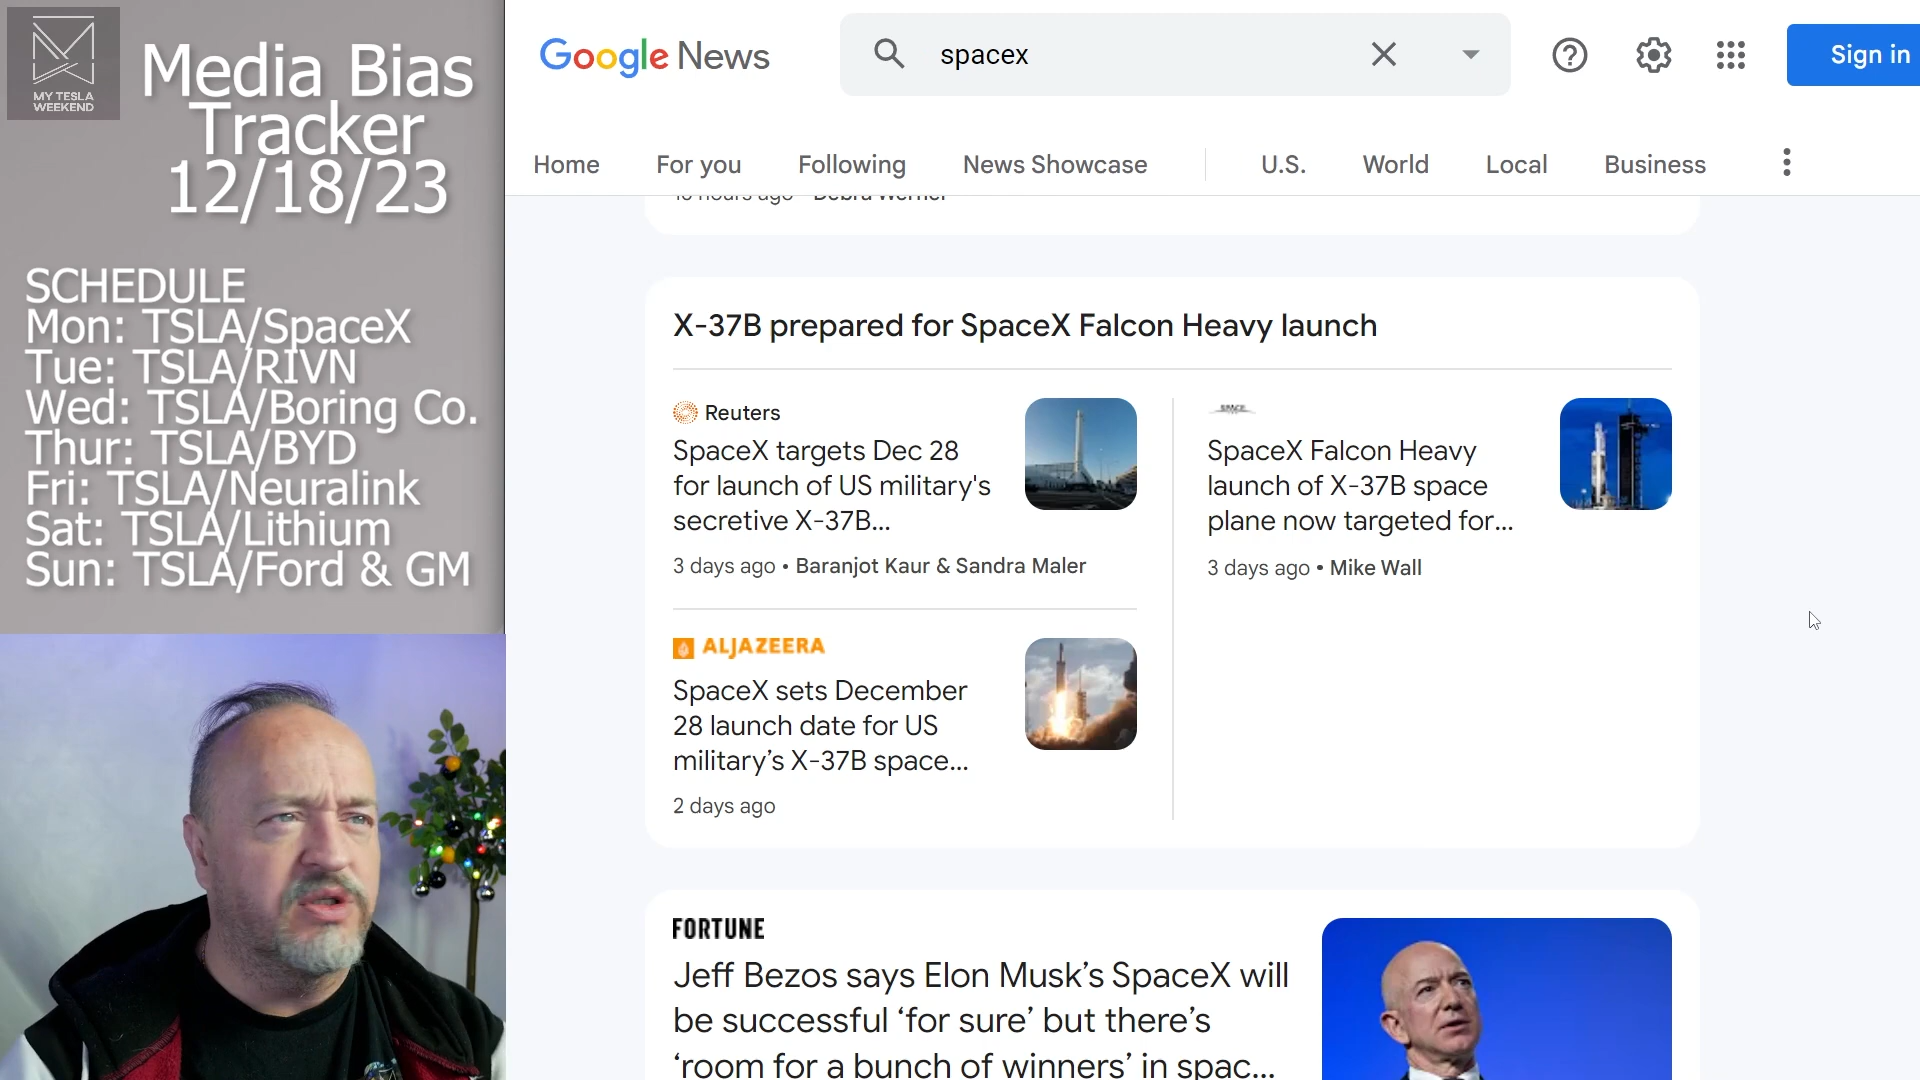 MY TESLA
WEEKEND
Media Bias
Tracker
12/18/23
SCHEDULE
Mon: TSLA/SpaceX
Tue: TSLA/RIVN
Wed: TSLA/Boring Co.
Thur: TSLA/BYD
Fri: TSLA/Neuralink
Sat: TSLA/Lithium
Sun: TSLA/Ford & GM
Google News
spacex
Sign in
Home For you Following News Showcase U.S. World Local Business
hours ago Debra Werner
X-37B prepared for SpaceX Falcon Heavy launch
Reuters
SpaceX targets Dec 28
for launch of US military's
secretive X-37B...
3 days ago • Baranjot Kaur & Sandra Maler
SPACE
SpaceX Falcon Heavy
launch of X-37B space
plane now targeted for...
3 days ago • Mike Wall
ALJAZEERA
SpaceX sets December
28 launch date for US
military’s X-37B space...
2 days ago
FORTUNE
Jeff Bezos says Elon Musk’s SpaceX will
be successful ‘for sure’ but there’s
‘room for a bunch of winners’ in spac...